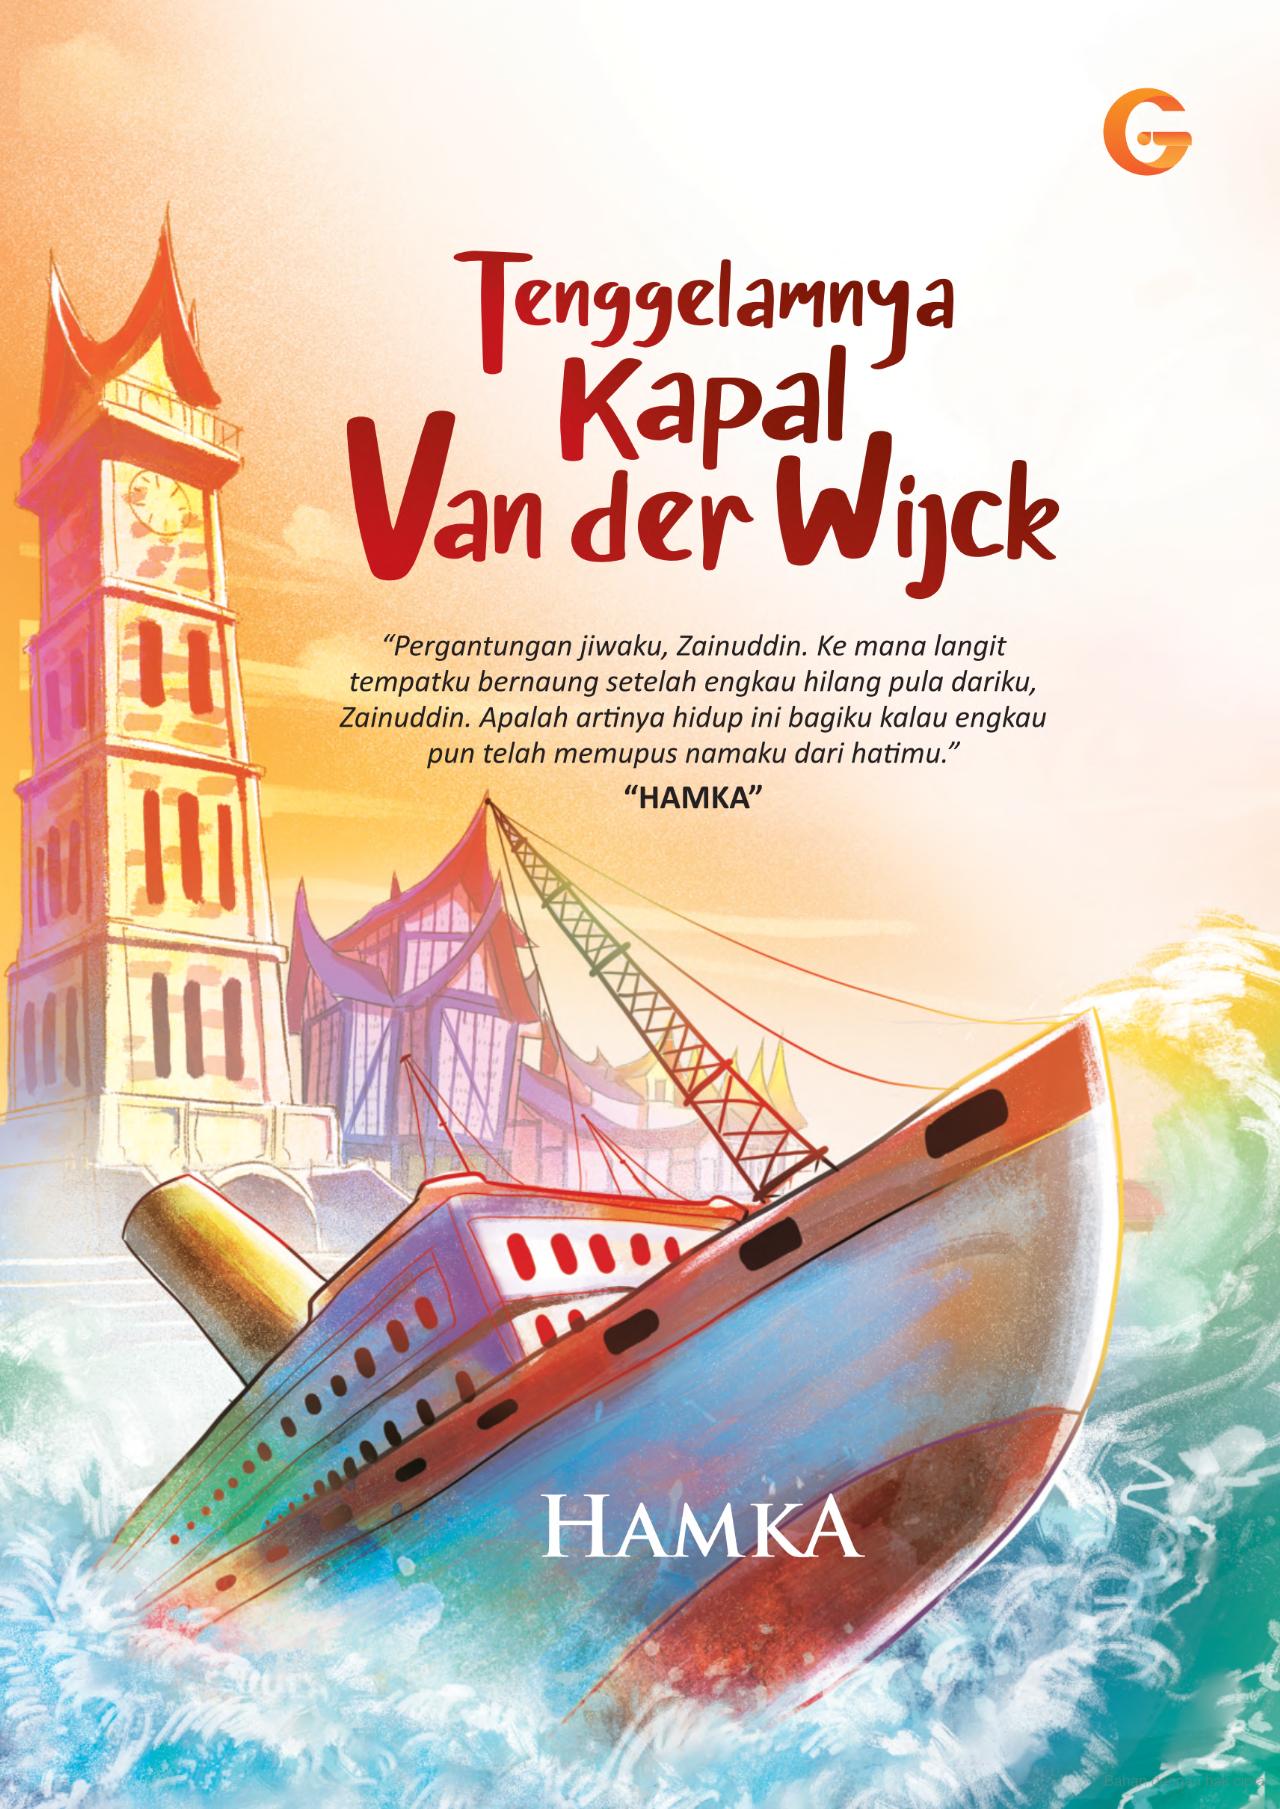 Tenggelamnya
Kapal
Van der Wijck
“Pergantungan jiwaku, Zainuddin. Ke mana langit
tempatku bernaung setelah engkau hilang pula dariku,
Zainuddin. Apalah artinya hidup ini bagiku kalau engkau
pun telah memupus namaku dari hatimu.”
“HAMKA”
HAMKA